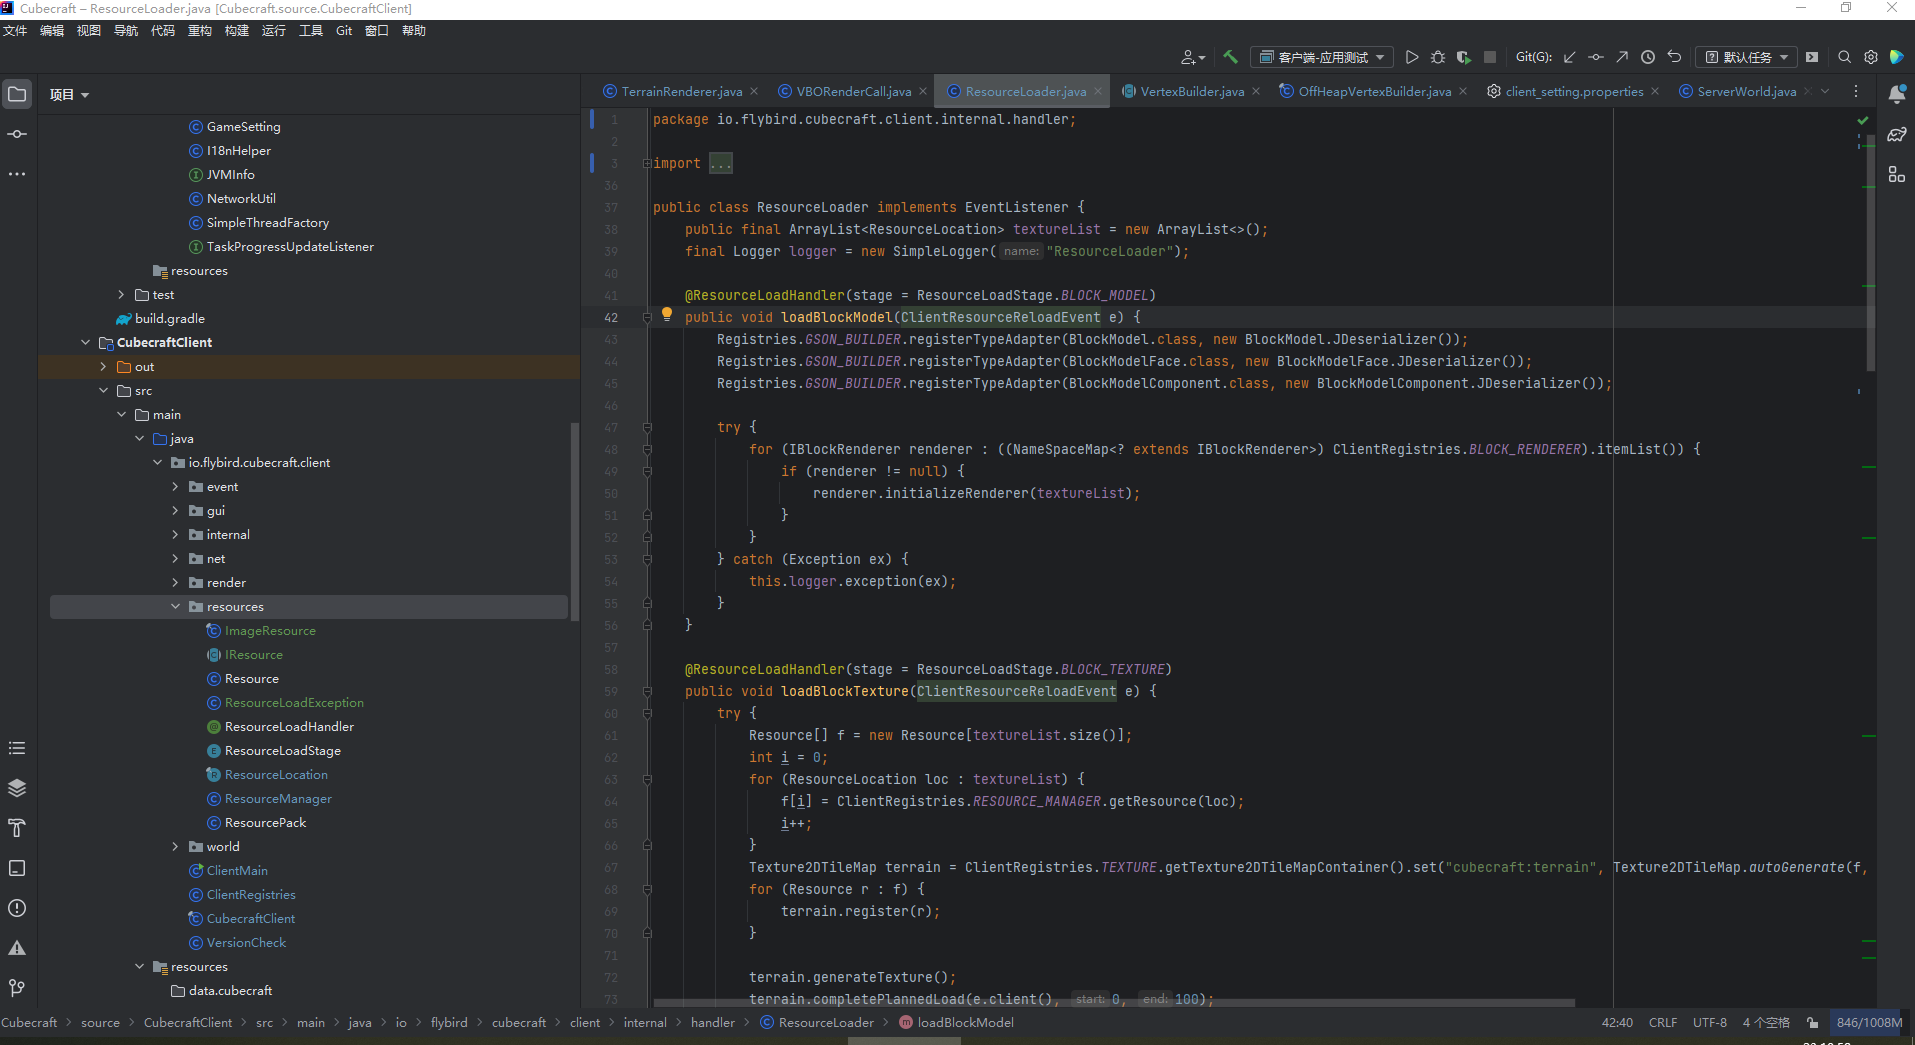 Cubecraft – ResourceLoader.java [Cubecraft.source.CubecraftClient]
文件 编辑 视图 导航 代码 重构 构建 运行 工具 Git 窗口 帮助
客户端-应用测试 Git(G): 默认任务
项目
TerrainRenderer.java VBORenderCall.java ResourceLoader.java VertexBuilder.java OffHeapVertexBuilder.java client_setting.properties ServerWorld.java
GameSetting
I18nHelper
JVMInfo
NetworkUtil
SimpleThreadFactory
TaskProgressUpdateListener
resources
test
build.gradle
CubecraftClient
out
src
main
java
io.flybird.cubecraft.client
event
gui
internal
net
render
resources
ImageResource
IResource
Resource
ResourceLoadException
ResourceLoadHandler
ResourceLoadStage
ResourceLocation
ResourceManager
ResourcePack
world
ClientMain
ClientRegistries
CubecraftClient
VersionCheck
resources
data.cubecraft
1 package io.flybird.cubecraft.client.internal.handler;
2
3 import ...
36
37 public class ResourceLoader implements EventListener {
38 public final ArrayList<ResourceLocation> textureList = new ArrayList<>();
39 final Logger logger = new SimpleLogger( name: "ResourceLoader");
40
41 @ResourceLoadHandler(stage = ResourceLoadStage.BLOCK_MODEL)
42 public void loadBlockModel(ClientResourceReloadEvent e) {
43 Registries.GSON_BUILDER.registerTypeAdapter(BlockModel.class, new BlockModel.JDeserializer());
44 Registries.GSON_BUILDER.registerTypeAdapter(BlockModelFace.class, new BlockModelFace.JDeserializer());
45 Registries.GSON_BUILDER.registerTypeAdapter(BlockModelComponent.class, new BlockModelComponent.JDeserializer());
46
47 try {
48 for (IBlockRenderer renderer : ((NameSpaceMap<? extends IBlockRenderer>) ClientRegistries.BLOCK_RENDERER).itemList()) {
49 if (renderer != null) {
50 renderer.initializeRenderer(textureList);
51 }
52 }
53 } catch (Exception ex) {
54 this.logger.exception(ex);
55 }
56 }
57
58 @ResourceLoadHandler(stage = ResourceLoadStage.BLOCK_TEXTURE)
59 public void loadBlockTexture(ClientResourceReloadEvent e) {
60 try {
61 Resource[] f = new Resource[textureList.size()];
62 int i = 0;
63 for (ResourceLocation loc : textureList) {
64 f[i] = ClientRegistries.RESOURCE_MANAGER.getResource(loc);
65 i++;
66 }
67 Texture2DTileMap terrain = ClientRegistries.TEXTURE.getTexture2DTileMapContainer().set("cubecraft:terrain", Texture2DTileMap.autoGenerate(f,
68 for (Resource r : f) {
69 terrain.register(r);
70 }
71
72 terrain.generateTexture();
73 terrain.completePlannedLoad(e.client(), start: 0, end: 100);
Cubecraft source CubecraftClient src main java io flybird cubecraft client internal handler ResourceLoader loadBlockModel 42:40 CRLF UTF-8 4 个空格 846/1008M